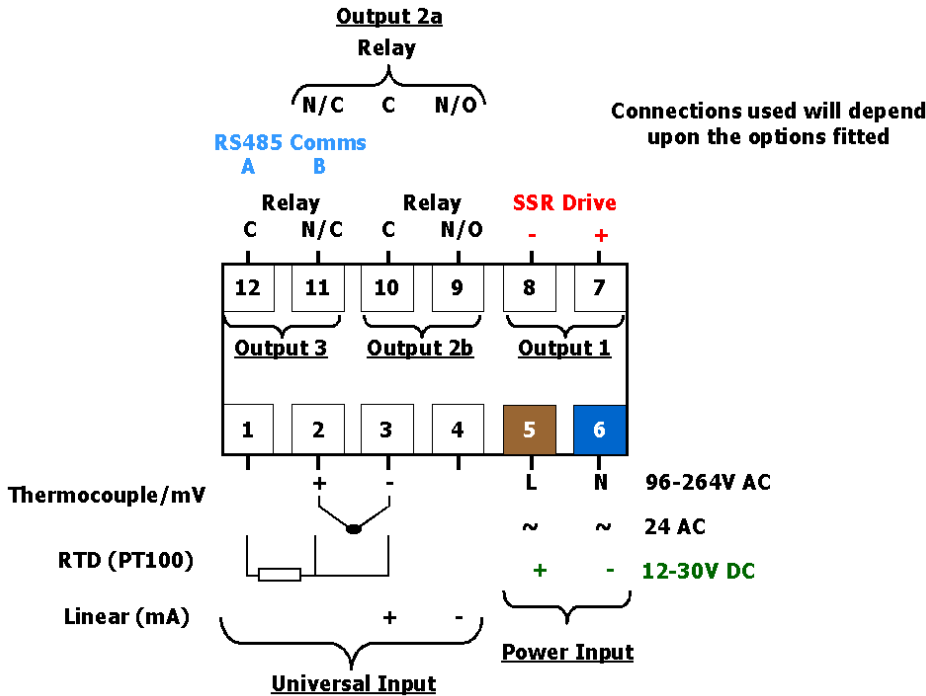 Output 2a
Relay
N/C C N/O
Connections used will depend
upon the options fitted
RS485 Comms
A B
Relay Relay SSR Drive
C N/C C N/O - +
12 11 10 9 8 7
Output 3 Output 2b Output 1
1 2 3 4 5 6
+ - L N 96-264V AC
Thermocouple/mV
~ ~ 24 AC
RTD (PT100) + - 12-30V DC
Linear (mA) + -
Power Input
Universal Input